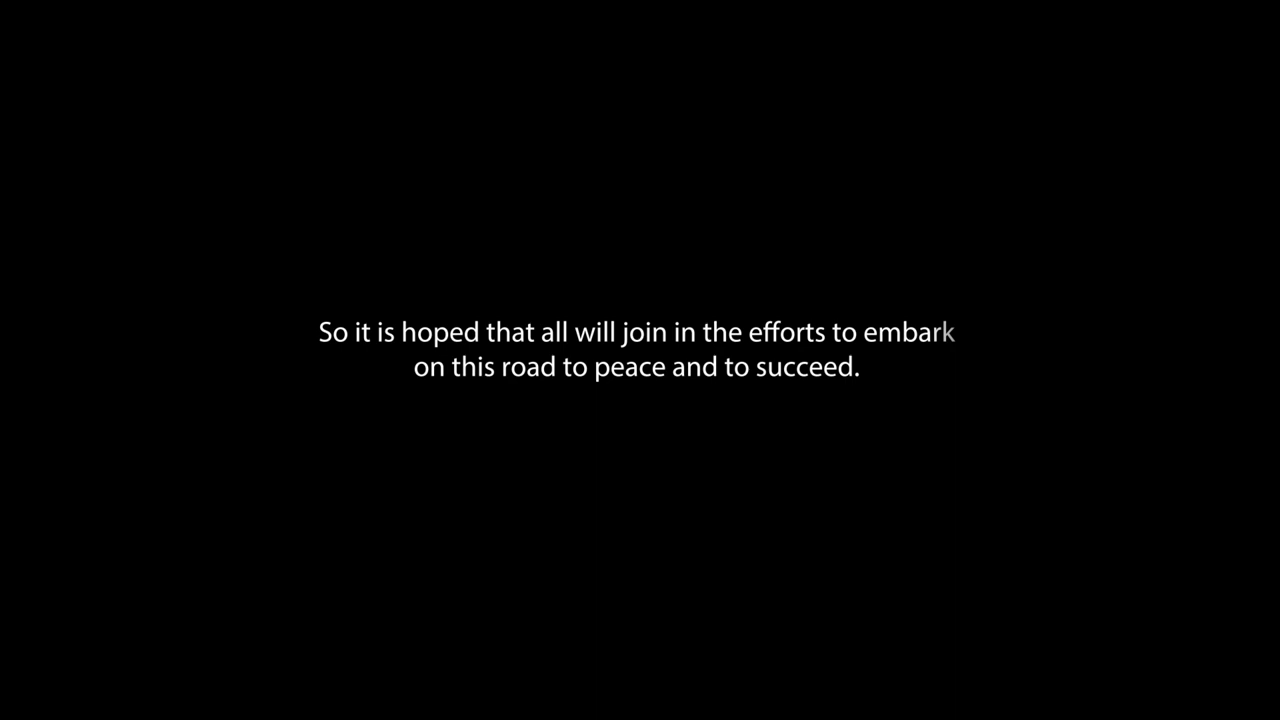 So it is hoped that all will join in the efforts to embark
on this road to peace and to succeed.